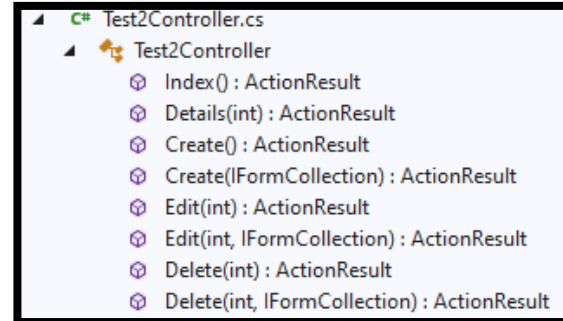 C# Test2Controller.cs
Test2Controller
Index() : ActionResult
Details(int) : ActionResult
Create() : ActionResult
Create(IFormCollection) : ActionResult
Edit(int) : ActionResult
Edit(int, IFormCollection) : ActionResult
Delete(int) : ActionResult
Delete(int, IFormCollection) : ActionResult